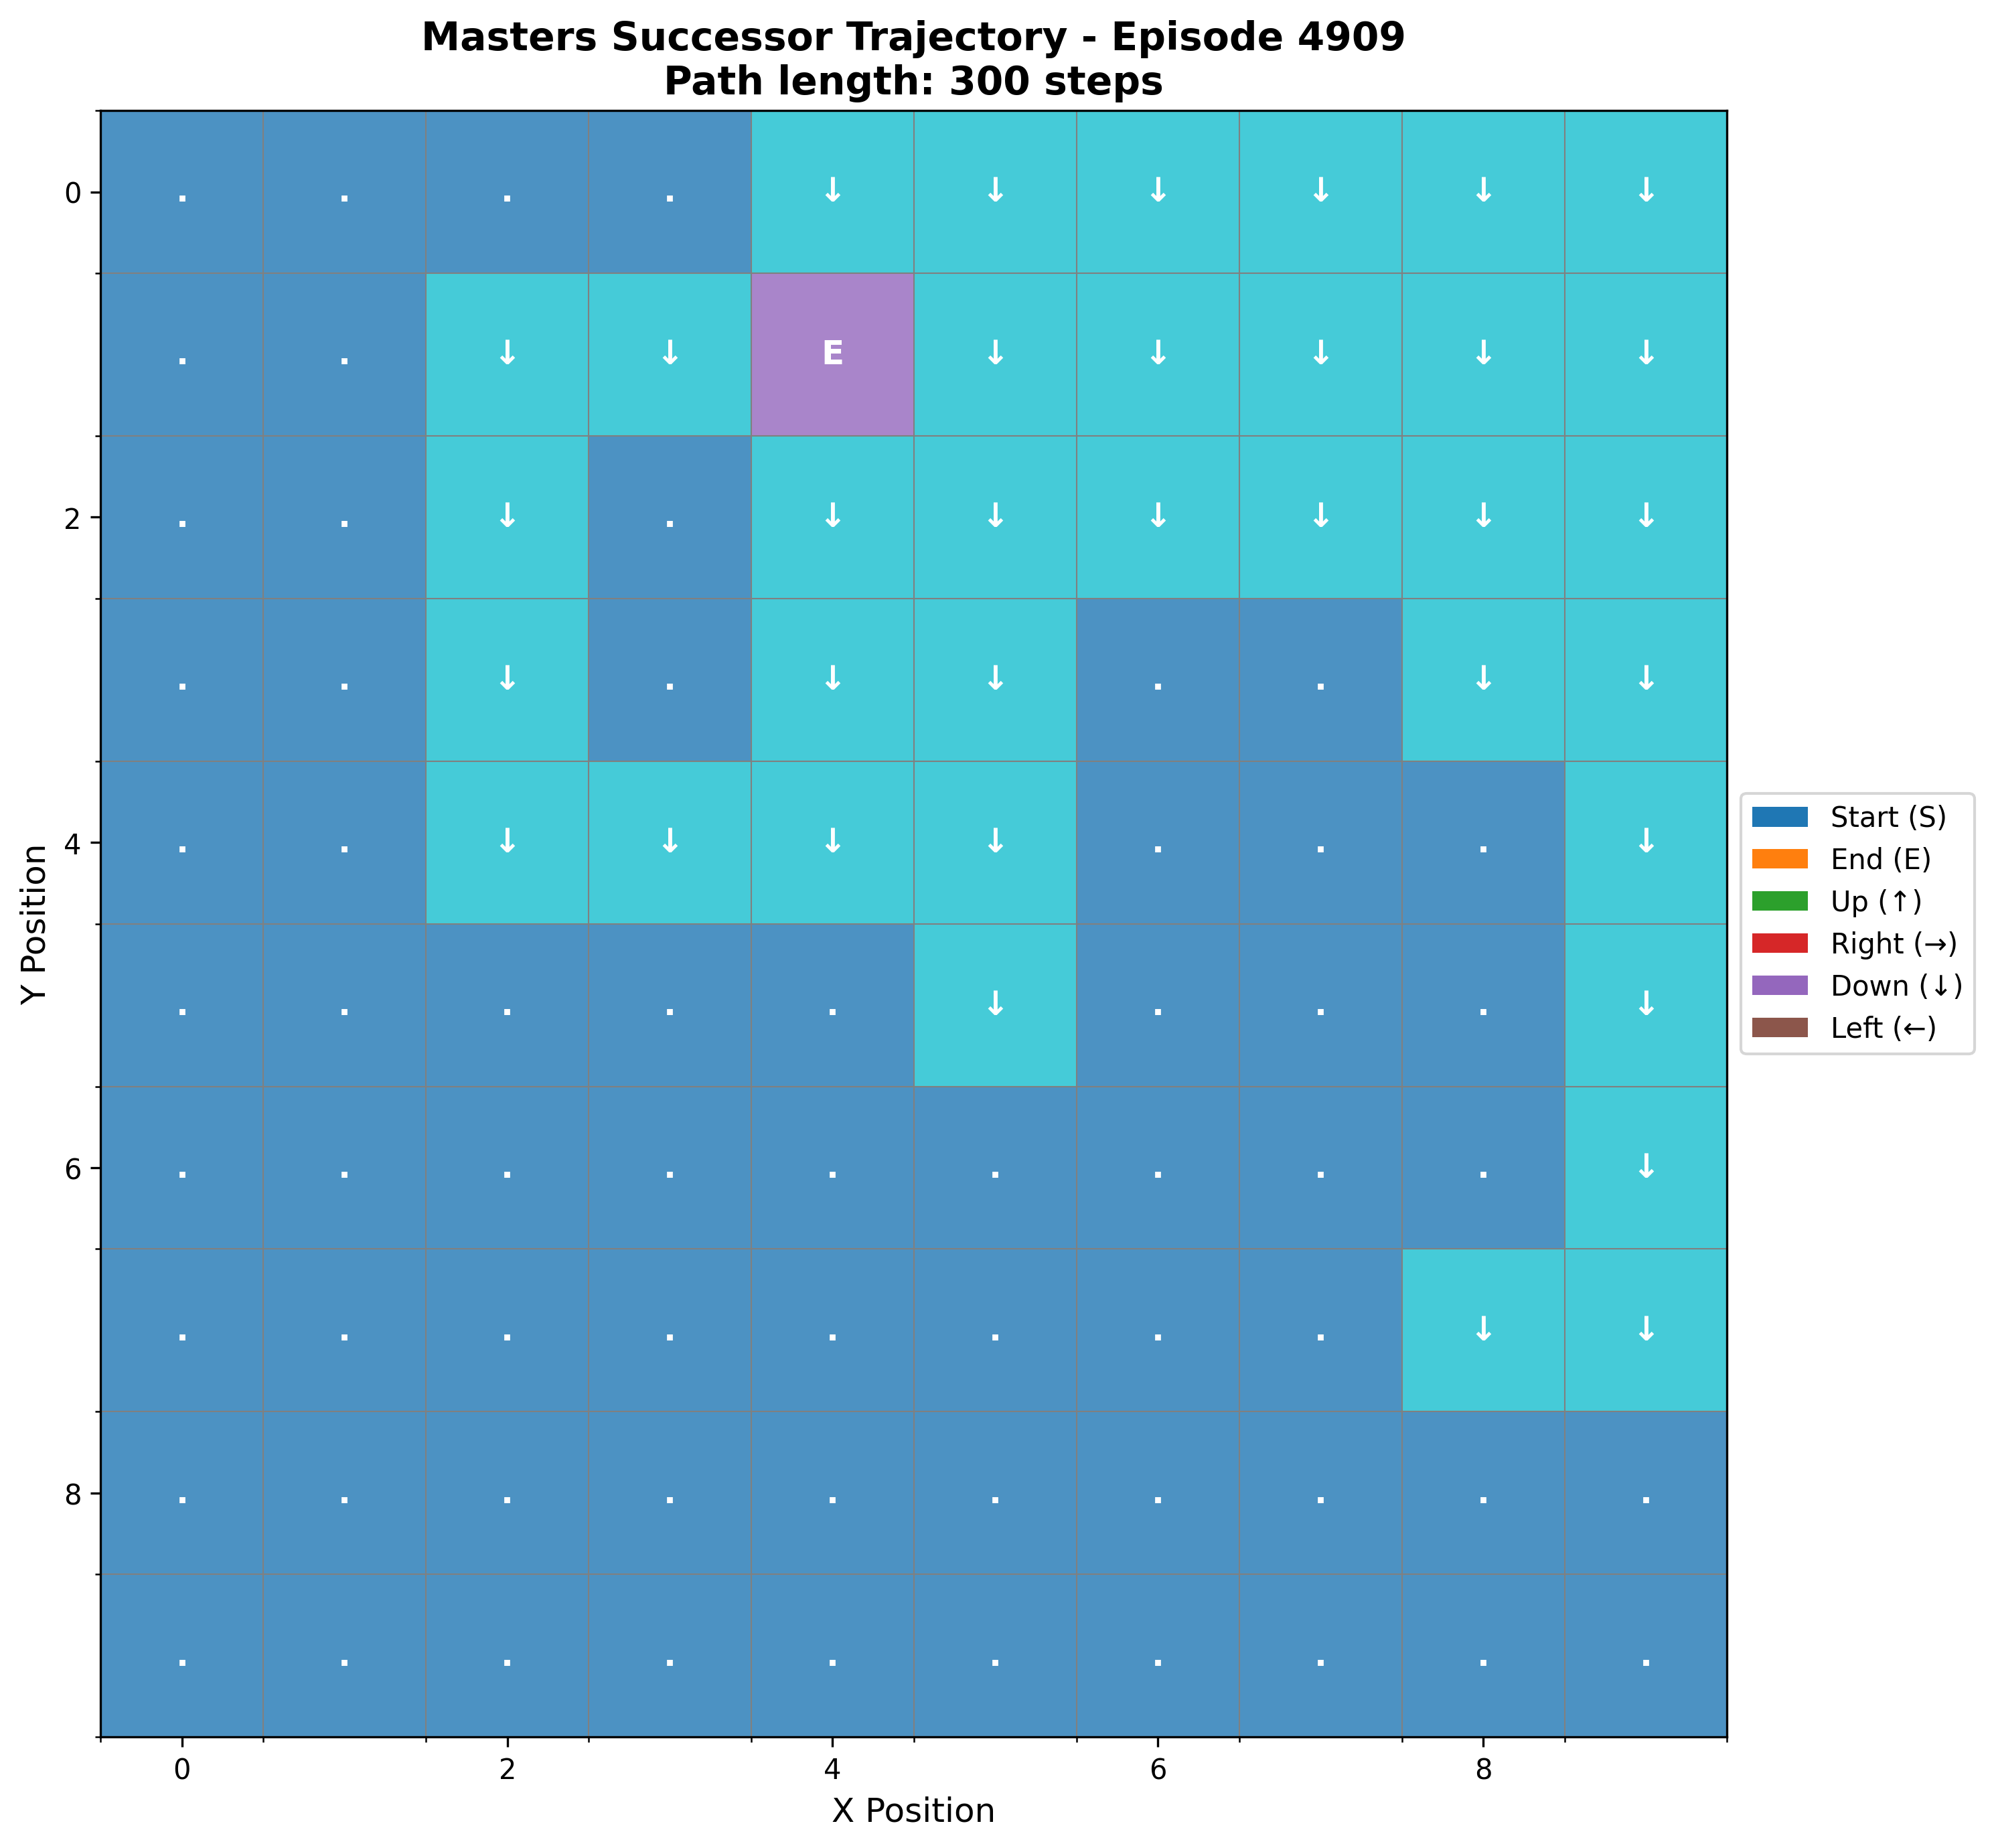 Masters Successor Trajectory - Episode 4909
Path length: 300 steps
0 . . . . ↓ ↓ ↓ ↓ ↓ ↓
. . ↓ ↓ E ↓ ↓ ↓ ↓ ↓
2 . . ↓ . ↓ ↓ ↓ ↓ ↓ ↓
. . ↓ . ↓ ↓ . . ↓ ↓
4 . . ↓ ↓ ↓ ↓ . . . ↓
. . . . . ↓ . . . ↓
6 . . . . . . . . . ↓
. . . . . . . . ↓ ↓
8 . . . . . . . . . .
. . . . . . . . . .
0 2 4 6 8
X Position
Y Position
Start (S)
End (E)
Up (↑)
Right (→)
Down (↓)
Left (←)